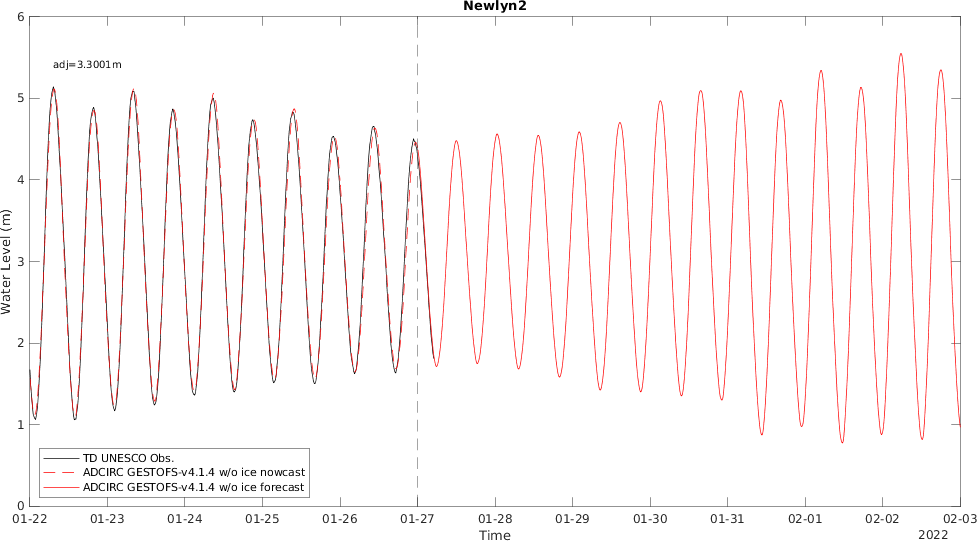 Newlyn2
adj=3.3001m
6
5
4
3
2
1
0
Water Level (m)
TD UNESCO Obs.
ADCIRC GESTOFS-v4.1.4 w/o ice nowcast
ADCIRC GESTOFS-v4.1.4 w/o ice forecast
01-22 01-23 01-24 01-25 01-26 01-27 01-28 01-29 01-30 01-31 02-01 02-02 02-03
Time
2022